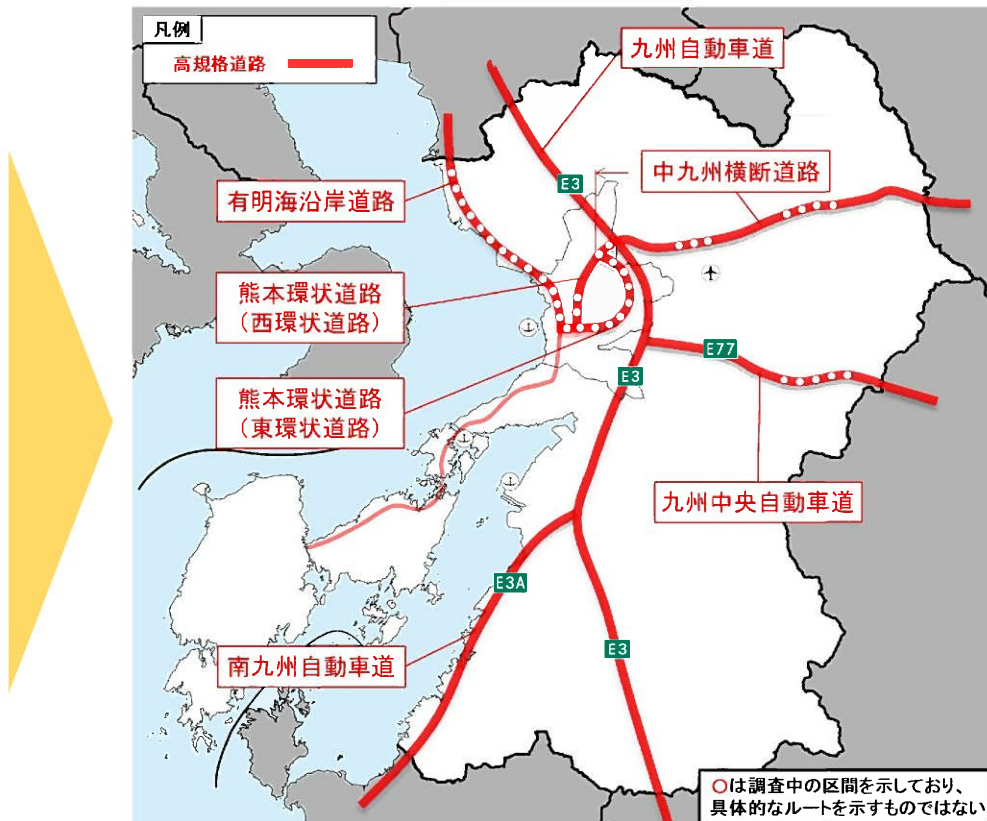 凡例
高規格道路
九州自動車道
E3
中九州横断道路
有明海沿岸道路
熊本環状道路
（西環状道路）
E77
E3
熊本環状道路
（東環状道路）
九州中央自動車道
E3A
E3
南九州自動車道
○は調査中の区間を示しており、
具体的なルートを示すものではない